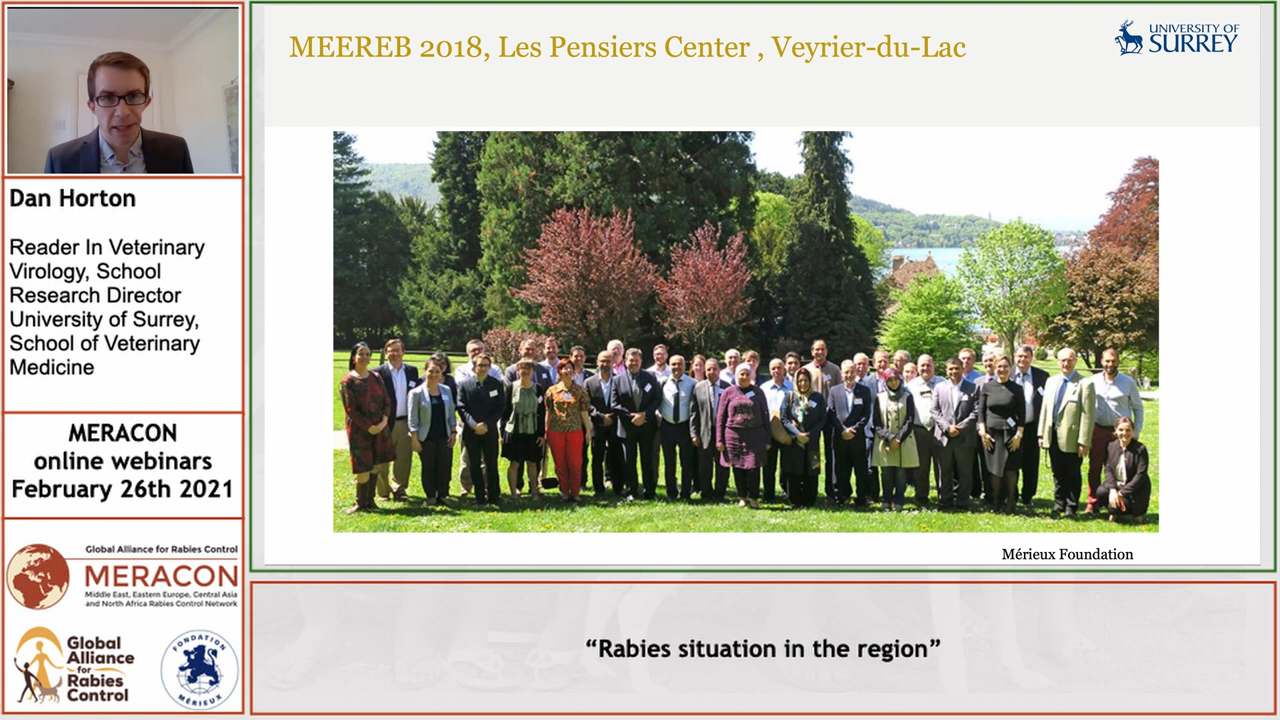 MEEREB 2018, Les Pensiers Center , Veyrier-du-Lac
UNIVERSITY OF
SURREY
Dan Horton
Reader In Veterinary
Virology, School
Research Director
University of Surrey,
School of Veterinary
Medicine
MERACON
online webinars
February 26th 2021
Global Alliance for Rabies Control
MERACON
Middle East, Eastern Europe, Central Asia
and North Africa Rabies Control Network
Global
Alliance
for
Rabies
Control
FONDATION
MÉRIEUX
Mérieux Foundation
“Rabies situation in the region”